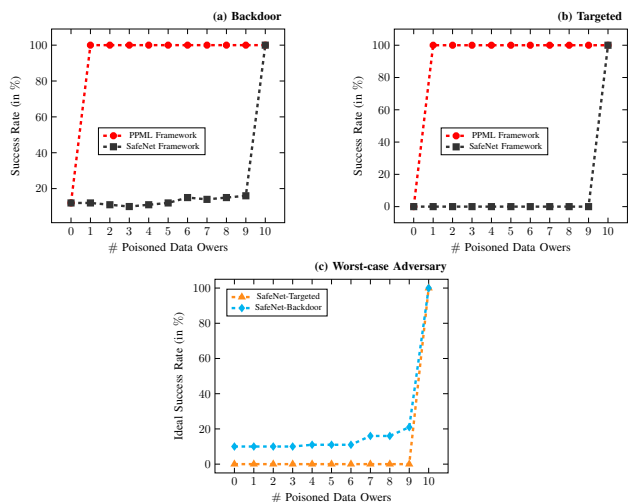 (a) Backdoor
100
80
60
40
20
Success Rate (in %)
PPML Framework
SafeNet Framework
0 1 2 3 4 5 6 7 8 9 10
# Poisoned Data Owers
(b) Targeted
100
80
60
40
20
0
Success Rate (in %)
PPML Framework
SafeNet Framework
0 1 2 3 4 5 6 7 8 9 10
# Poisoned Data Owers
(c) Worst-case Adversary
100
80
60
40
20
0
Ideal Success Rate (in %)
SafeNet-Targeted
SafeNet-Backdoor
0 1 2 3 4 5 6 7 8 9 10
# Poisoned Data Owers